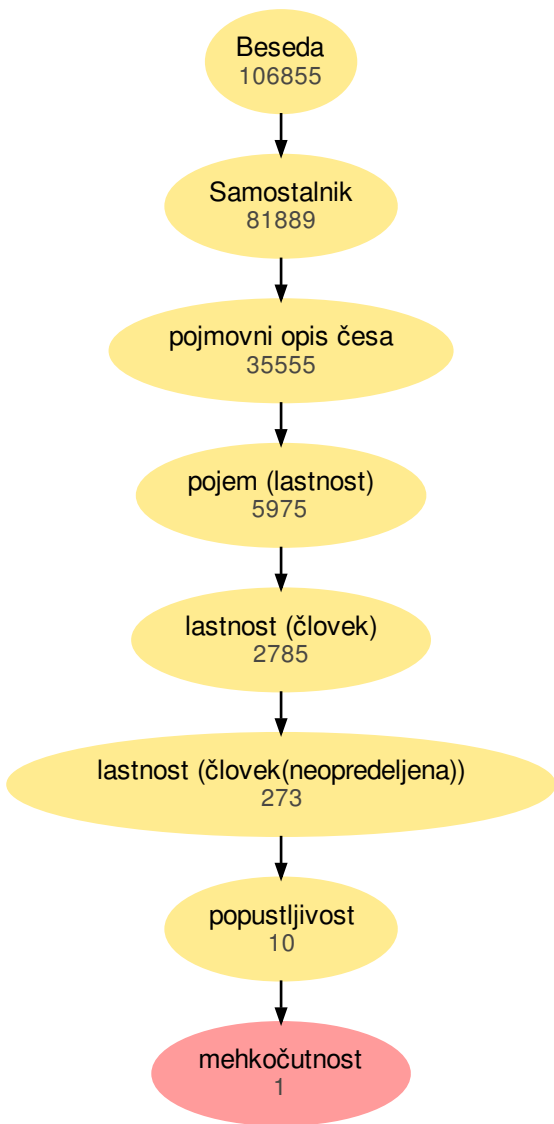 Beseda
106855
Samostalnik
81889
pojmovni opis česa
35555
pojem (lastnost)
5975
lastnost (človek)
2785
lastnost (človek(neopredeljena))
273
popustljivost
10
mehkočutnost
1